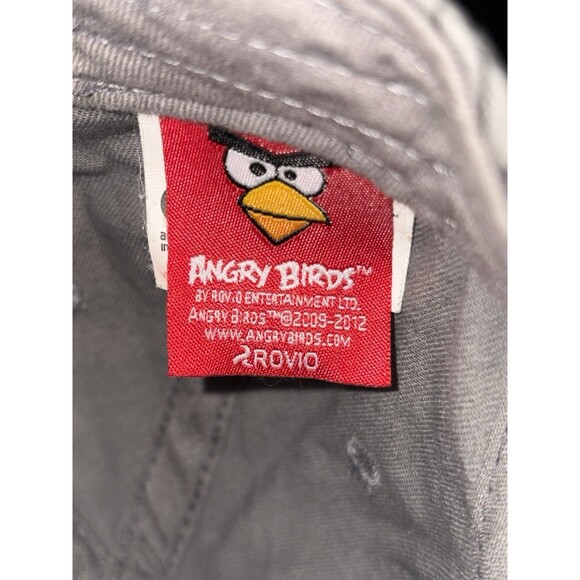 ANGRY BIRDS™
BY ROVIO ENTERTAINMENT LTD.
ANGRY BIRDS™©2009-2012
WWW.ANGRYBIRDS.COM
ROVIO